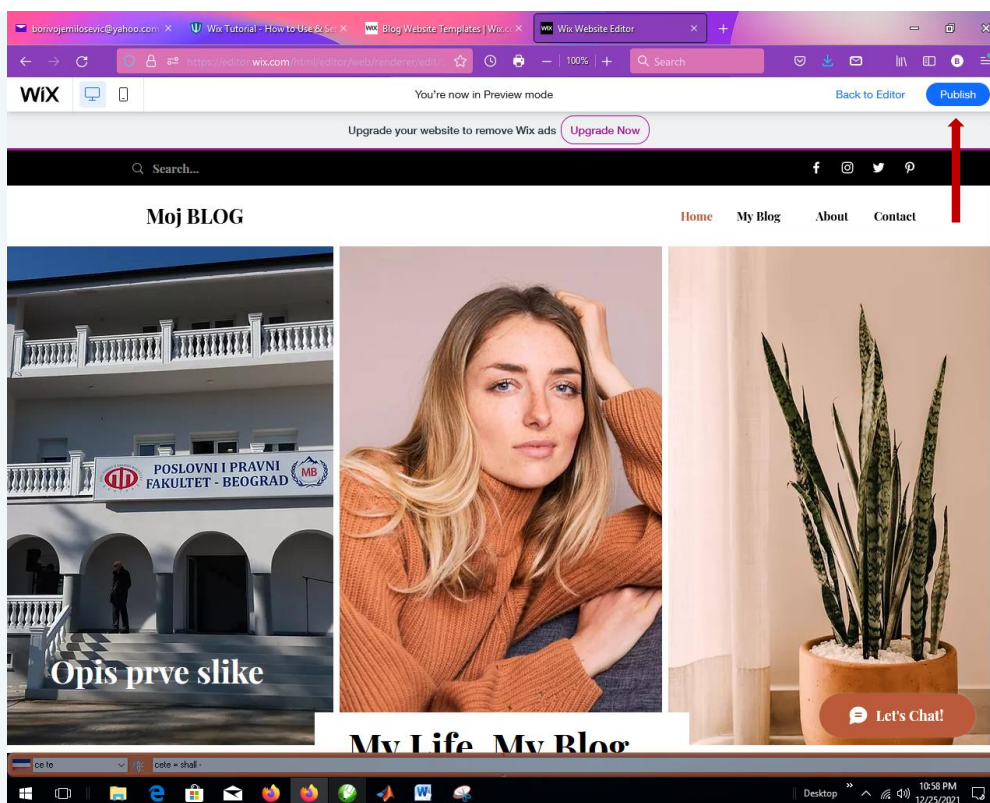 borivojemilosevic@yahoo.com
Wix Tutorial - How to Use & Set
Blog Website Templates | Wix.c
Wix Website Editor
https://editor.wix.com/html/editor/web/renderer/edit/
100%
Search
WiX
You're now in Preview mode
Back to Editor
Publish
Upgrade your website to remove Wix ads
Upgrade Now
Search...
Moj BLOG
Home
My Blog
About
Contact
POSLOVNI I PRAVNI
FAKULTET - BEOGRAD
MB
Opis prve slike
Let's Chat!
My Life. My Blog.
ce te
cete = shall -
Desktop
10:58 PM
12/25/2021